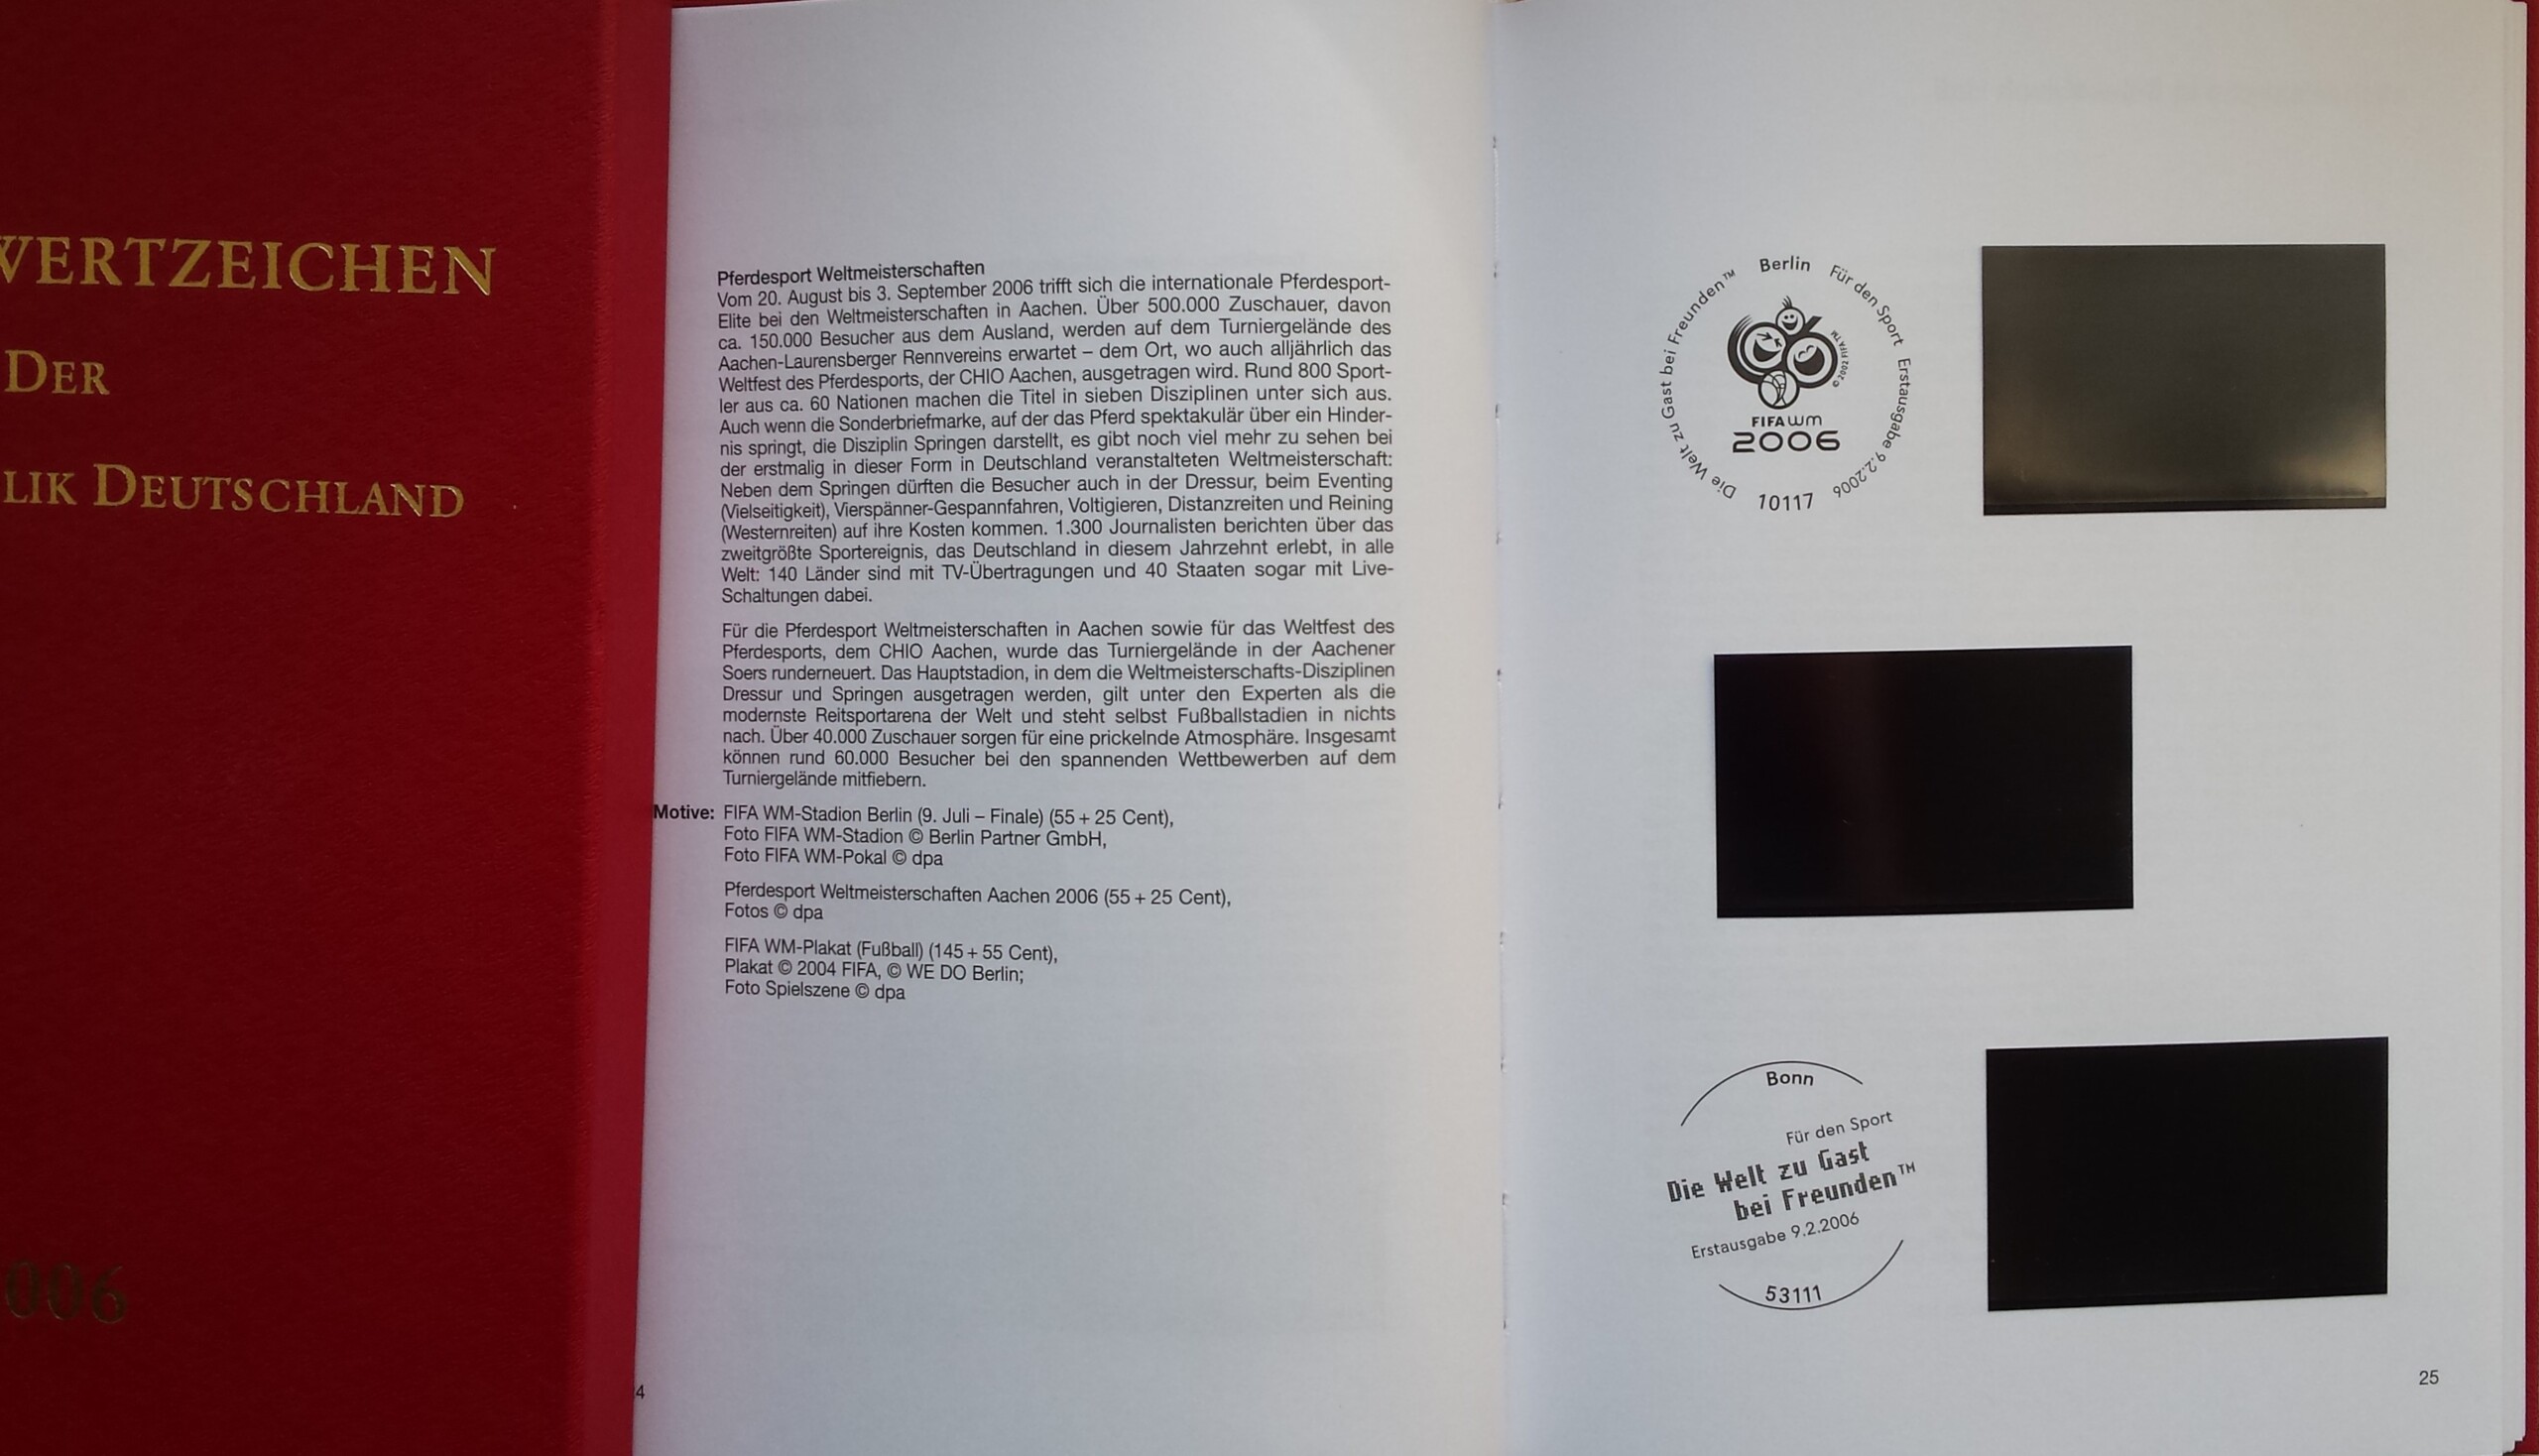 WERTZEICHEN
DER
LIK DEUTSCHLAND
006
Pferdesport Weltmeisterschaften
Vom 20. August bis 3. September 2006 trifft sich die internationale Pferdesport-
Elite bei den Weltmeisterschaften in Aachen. Über 500.000 Zuschauer, davon
ca. 150.000 Besucher aus dem Ausland, werden auf dem Turniergelände des
Aachen-Laurensberger Rennvereins erwartet – dem Ort, wo auch alljährlich das
Weltfest des Pferdesports, der CHIO Aachen, ausgetragen wird. Rund 800 Sport-
ler aus ca. 60 Nationen machen die Titel in sieben Disziplinen unter sich aus.
Auch wenn die Sonderbriefmarke, auf der das Pferd spektakulär über ein Hinder-
nis springt, die Disziplin Springen darstellt, es gibt noch viel mehr zu sehen bei
der erstmalig in dieser Form in Deutschland veranstalteten Weltmeisterschaft:
Neben dem Springen dürften die Besucher auch in der Dressur, beim Eventing
(Vielseitigkeit), Vierspänner-Gespannfahren, Voltigieren, Distanzreiten und Reining
(Westernreiten) auf ihre Kosten kommen. 1.300 Journalisten berichten über das
zweitgrößte Sportereignis, das Deutschland in diesem Jahrzehnt erlebt, in alle
Welt: 140 Länder sind mit TV-Übertragungen und 40 Staaten sogar mit Live-
Schaltungen dabei.
Für die Pferdesport Weltmeisterschaften in Aachen sowie für das Weltfest des
Pferdesports, dem CHIO Aachen, wurde das Turniergelände in der Aachener
Soers runderneuert. Das Hauptstadion, in dem die Weltmeisterschafts-Disziplinen
Dressur und Springen ausgetragen werden, gilt unter den Experten als die
modernste Reitsportarena der Welt und steht selbst Fußballstadien in nichts
nach. Über 40.000 Zuschauer sorgen für eine prickelnde Atmosphäre. Insgesamt
können rund 60.000 Besucher bei den spannenden Wettbewerben auf dem
Turniergelände mitfiebern.
Motive: FIFA WM-Stadion Berlin (9. Juli – Finale) (55 + 25 Cent),
Foto FIFA WM-Stadion © Berlin Partner GmbH,
Foto FIFA WM-Pokal © dpa
Pferdesport Weltmeisterschaften Aachen 2006 (55 + 25 Cent),
Fotos © dpa
FIFA WM-Plakat (Fußball) (145 + 55 Cent),
Plakat © 2004 FIFA, © WE DO Berlin;
Foto Spielszene © dpa
4
Die Welt zu Gast bei Freunden™ Berlin Für den Sport Erstausgabe 9.2.2006
© 2002 FIFA™
FIFA WM
2006
10117
Bonn
Für den Sport
Die Welt zu Gast
bei Freunden™
Erstausgabe 9.2.2006
53111
25